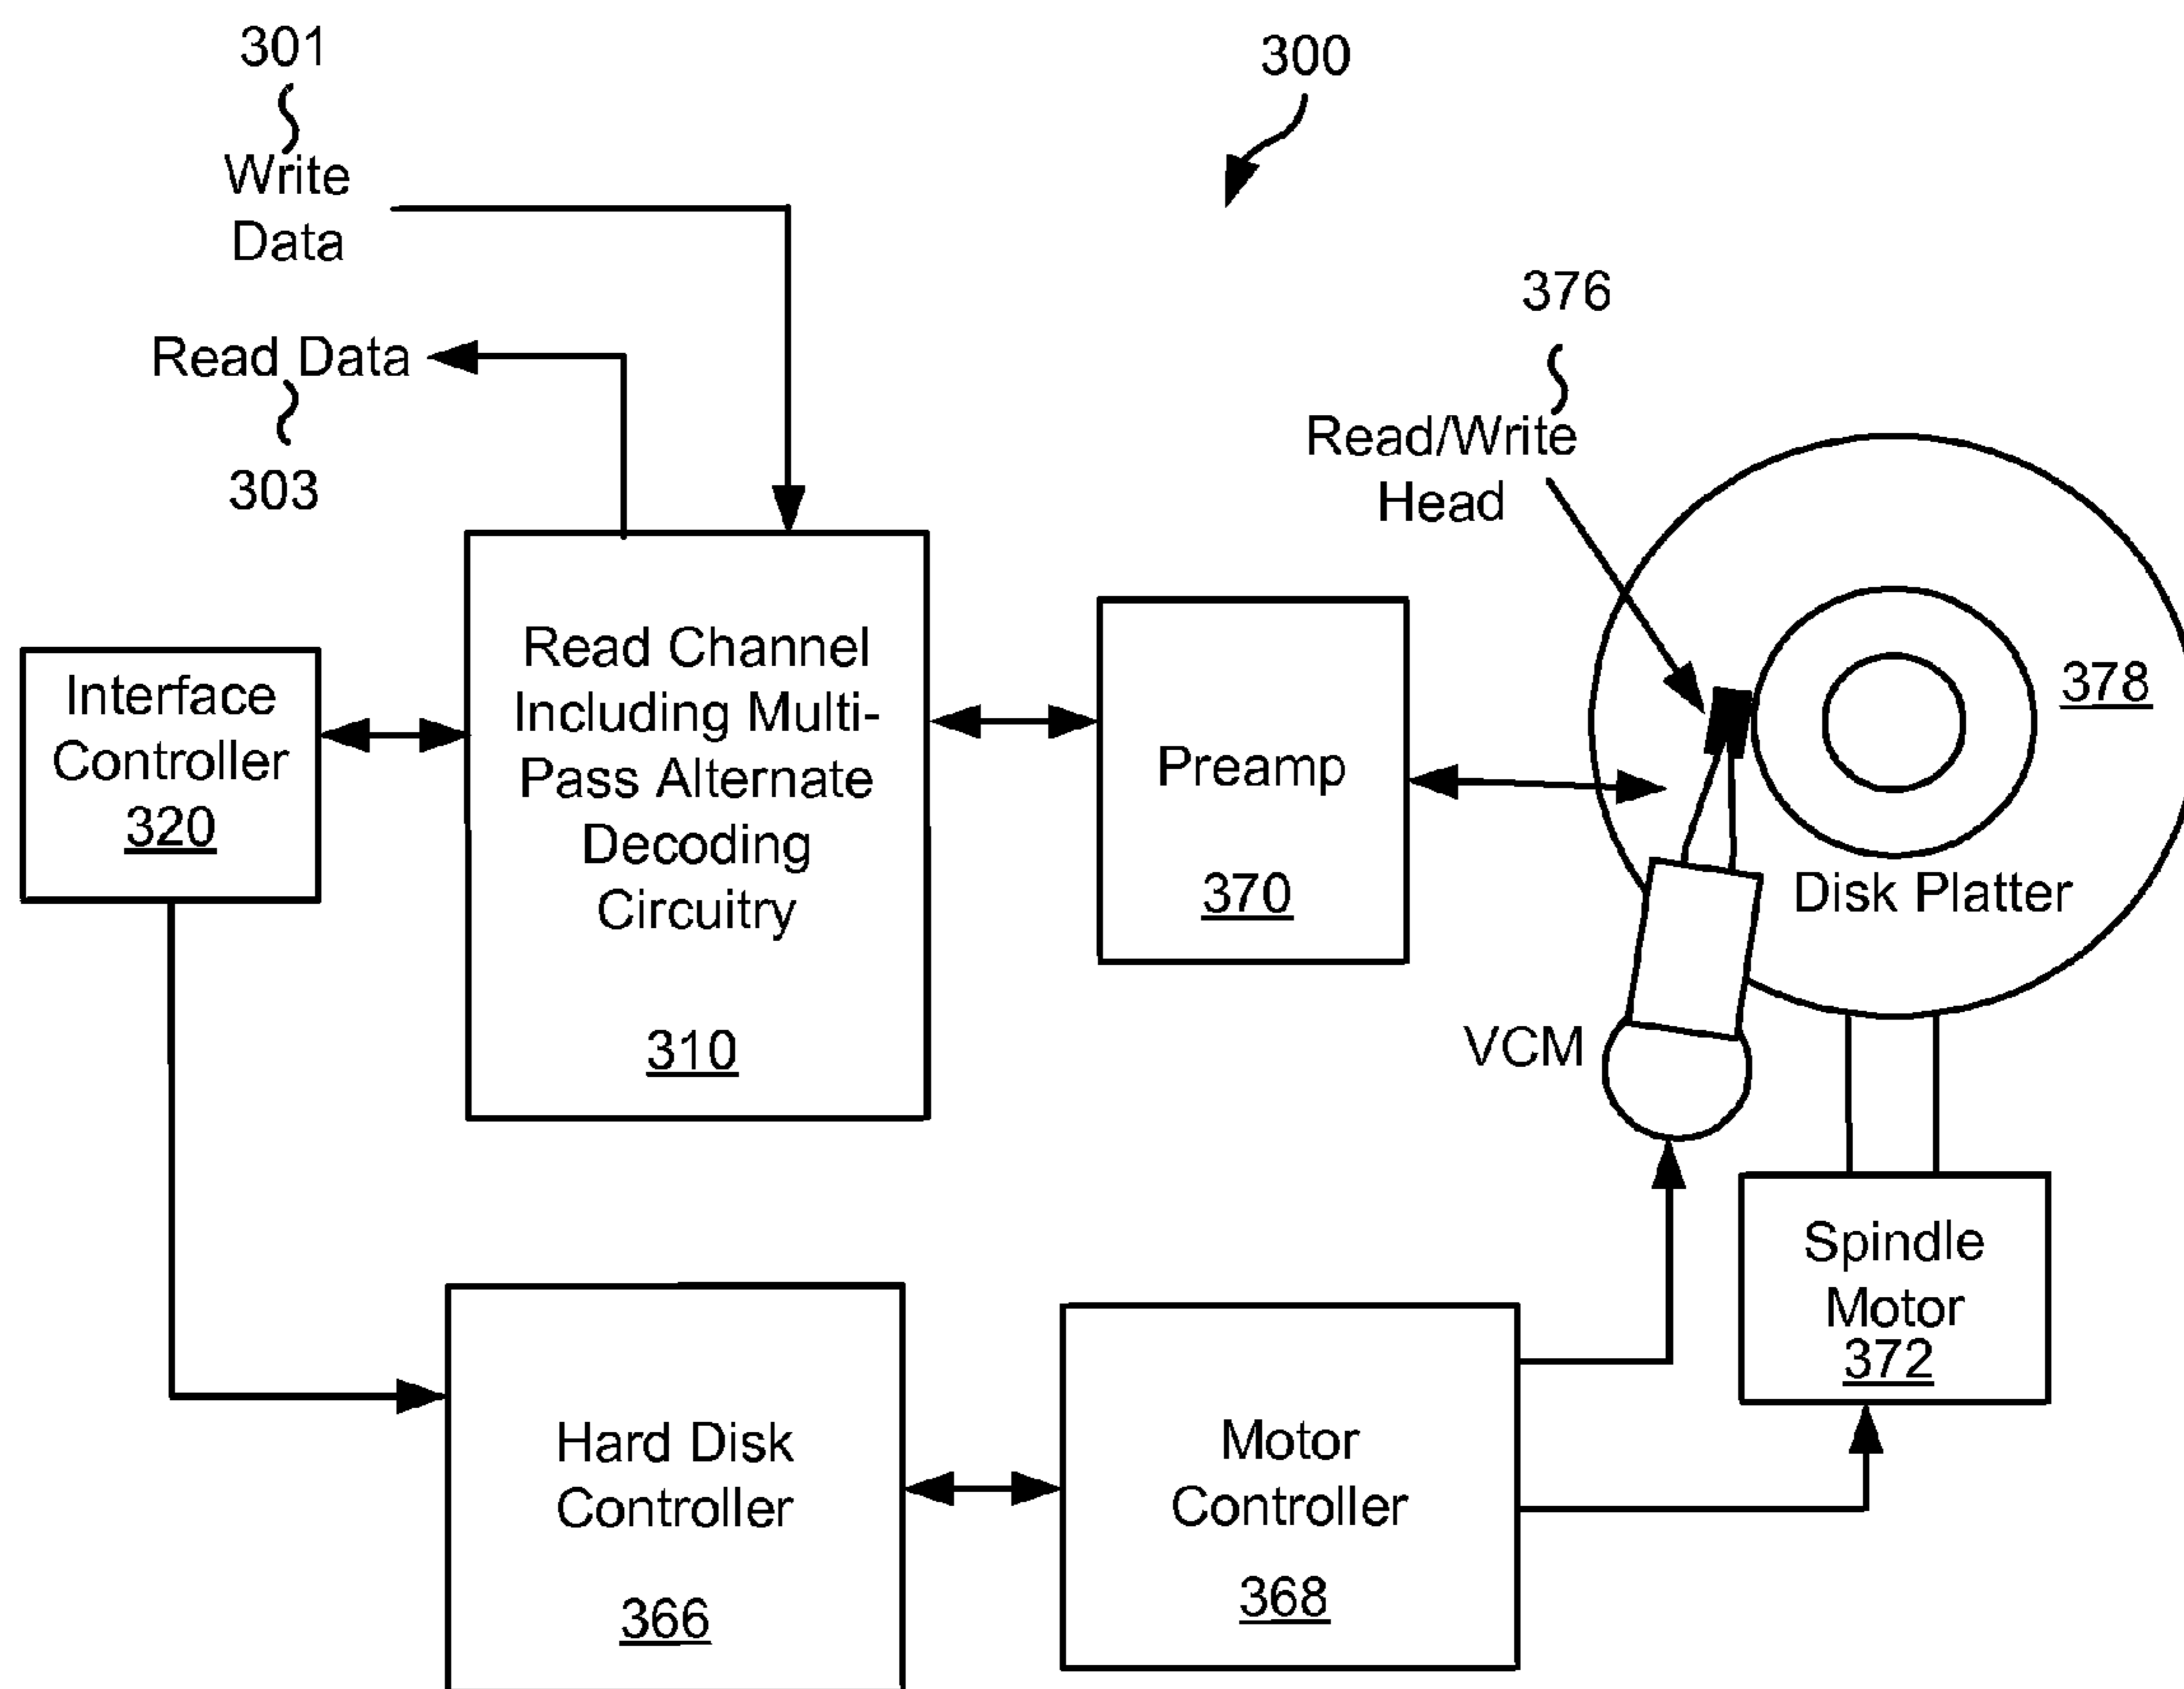 301
Write
Data
300
Read Data
303
376
Read/Write
Head
Interface
Controller
320
Read Channel
Including Multi-
Pass Alternate
Decoding
Circuitry
310
Preamp
370
378
Disk Platter
VCM
Spindle
Motor
372
Hard Disk
Controller
366
Motor
Controller
368